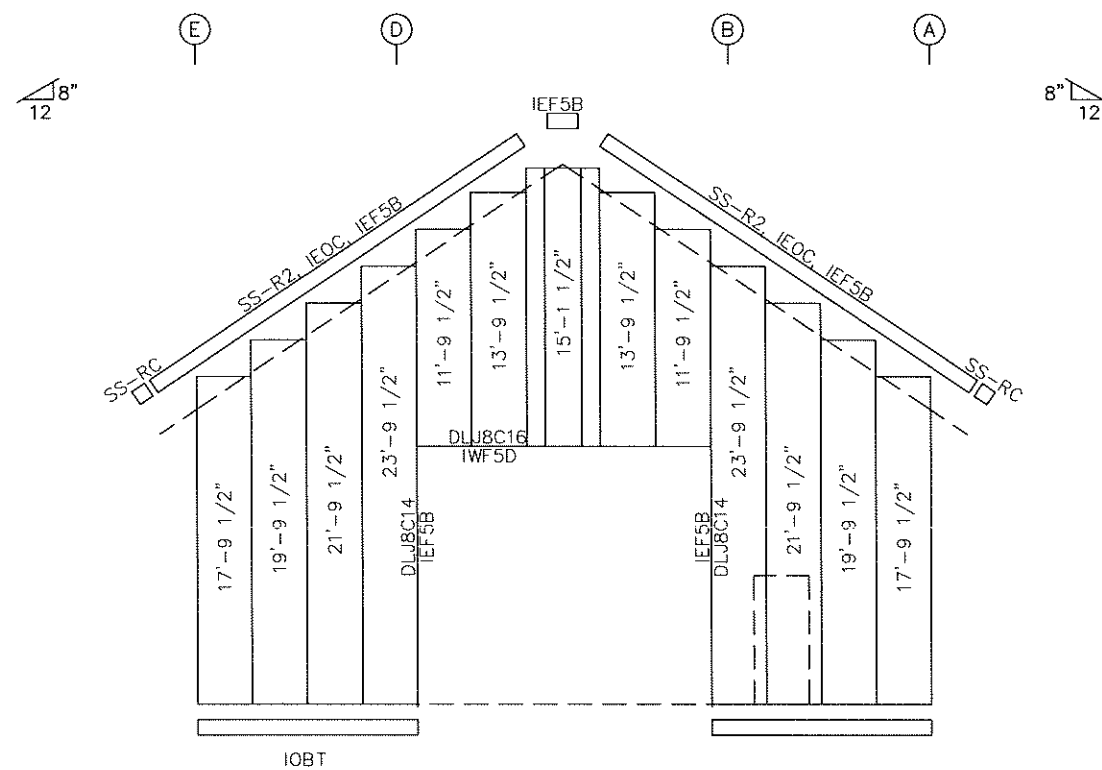 E
D
B
A
8"
12
8"
12
IEF5B
SS-R2, IEOC, IEF5B
SS-R2, IEOC, IEF5B
SS-RC
SS-RC
17'-9 1/2"
19'-9 1/2"
21'-9 1/2"
23'-9 1/2"
11'-9 1/2"
13'-9 1/2"
15'-1 1/2"
13'-9 1/2"
11'-9 1/2"
23'-9 1/2"
21'-9 1/2"
19'-9 1/2"
17'-9 1/2"
DLJ8C16
IWF5D
DLJ8C14
IEF5B
IEF5B
DLJ8C14
IOBT